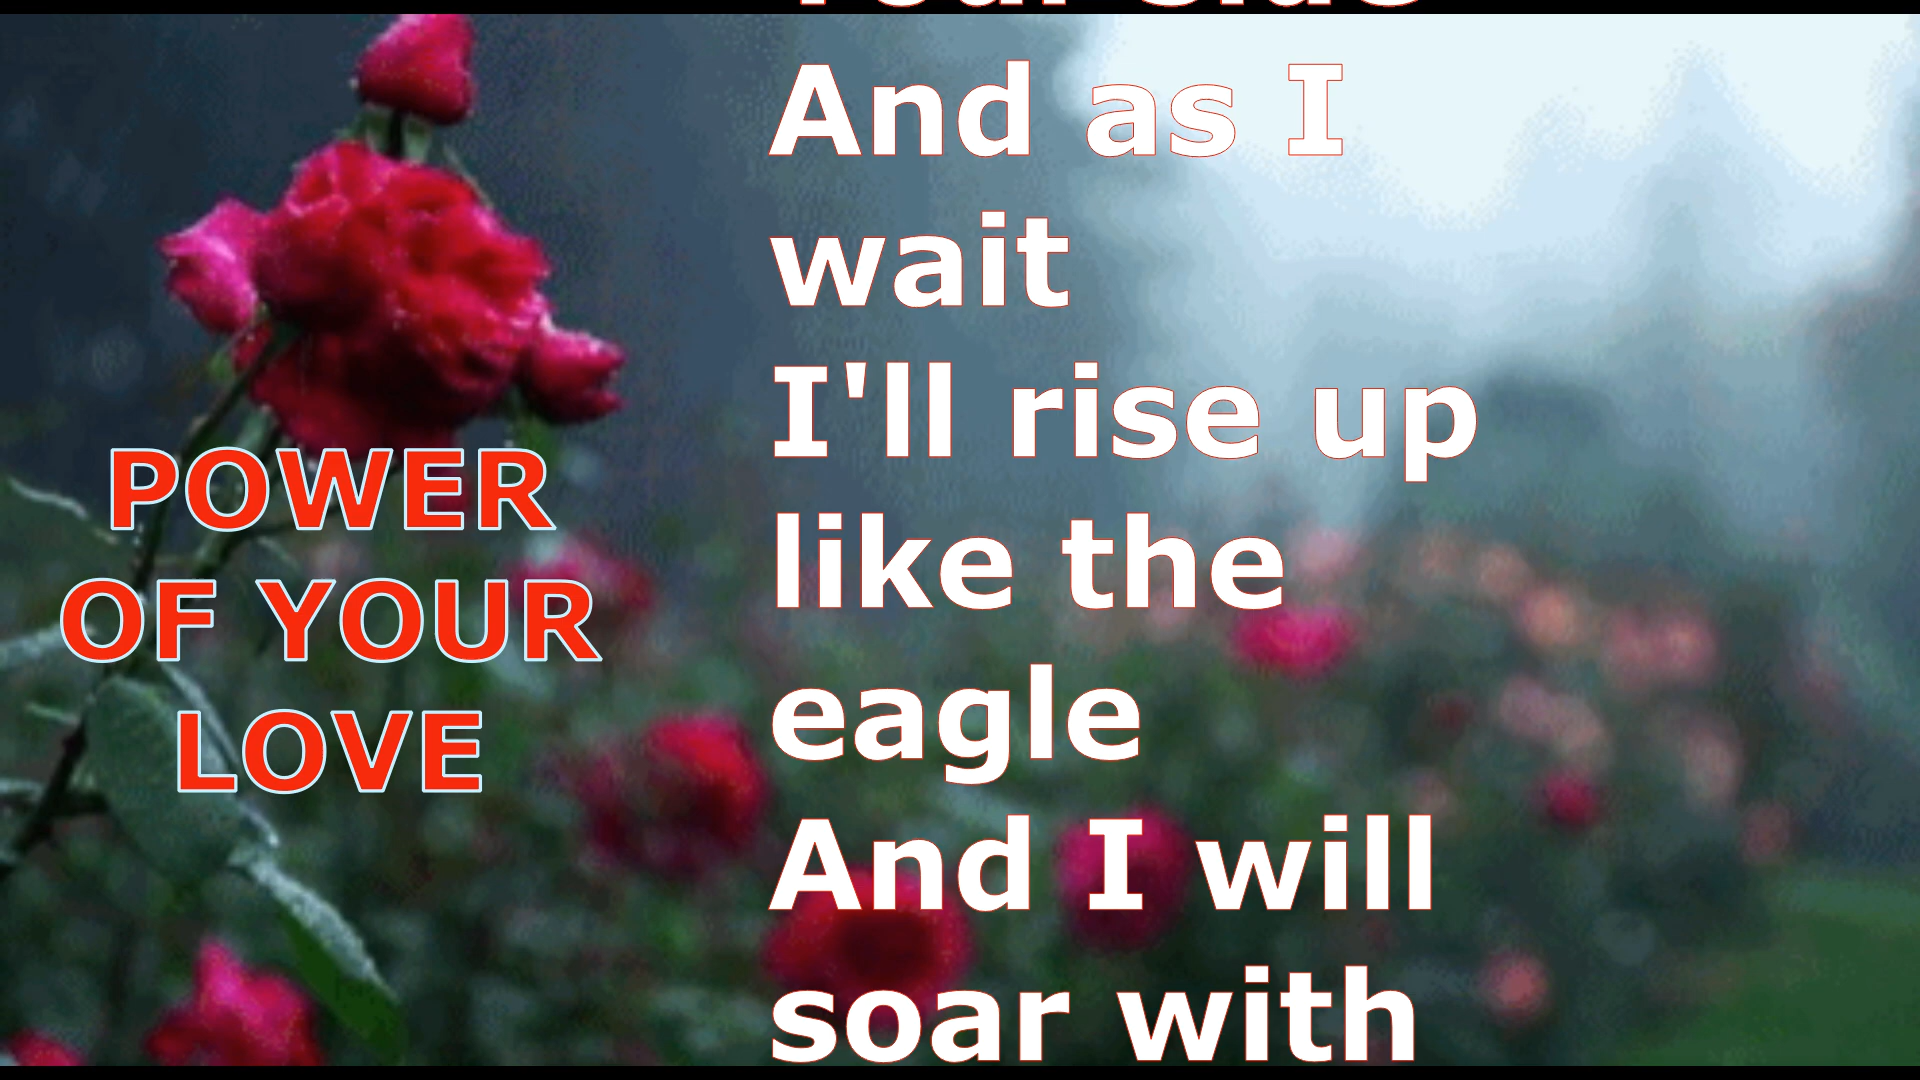 POWER
OF YOUR
LOVE
And as I
wait
I'll rise up
like the
eagle
And I will
soar with